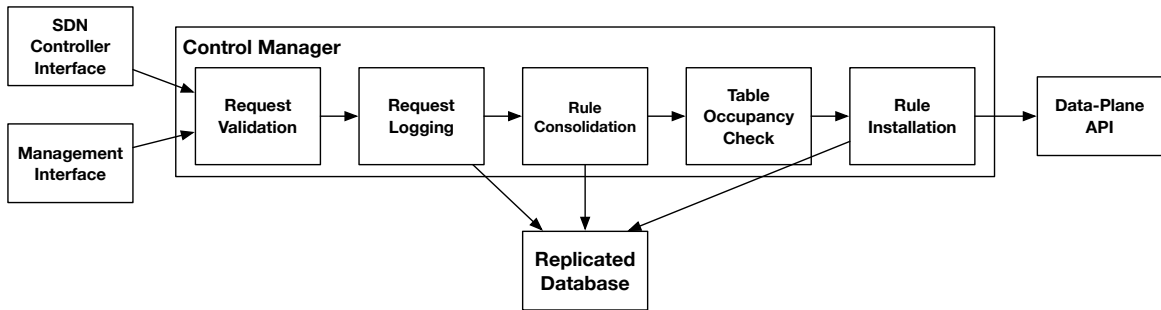 SDN
Controller
Interface
Management
Interface
Control Manager
Request
Validation
Request
Logging
Rule
Consolidation
Table
Occupancy
Check
Rule
Installation
Data-Plane
API
Replicated
Database